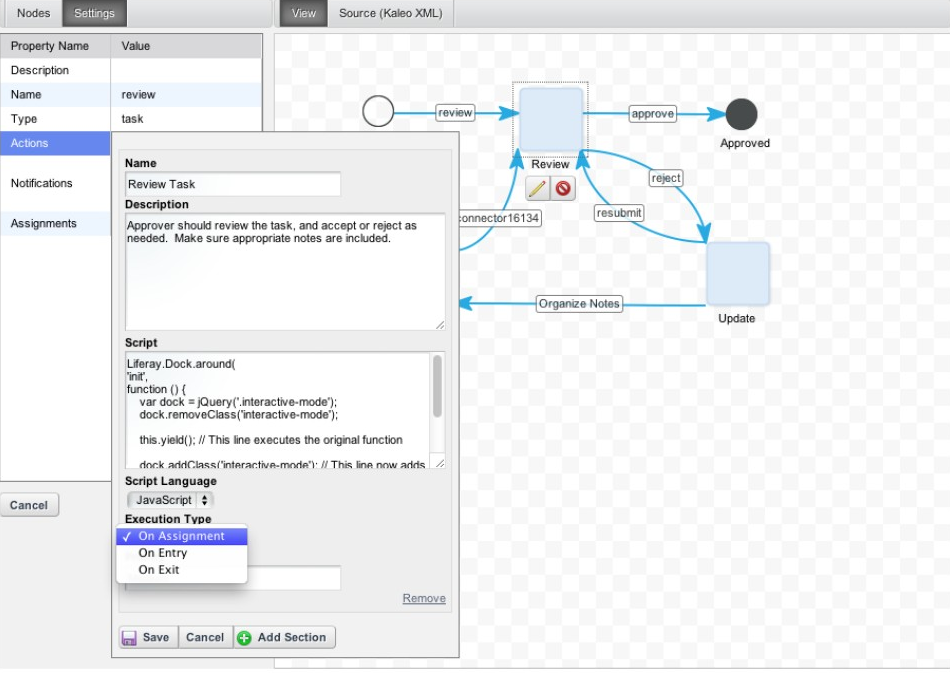 Nodes
Settings
View
Source (Kaleo XML)
Property Name
Value
Description
Name
review
Type
task
Actions
Notifications
Assignments
Cancel
Name
Review Task
Description
Approver should review the task, and accept or reject as
needed. Make sure appropriate notes are included.
Script
Liferay.Dock.around(
'init',
function () {
var dock = jQuery('.interactive-mode');
dock.removeClass('interactive-mode');
this.yield(); // This line executes the original function
dock.addClass('interactive-mode'); // This line now adds
Script Language
JavaScript
Execution Type
✓ On Assignment
On Entry
On Exit
Remove
Save
Cancel
Add Section
review
Review
approve
Approved
reject
resubmit
connector16134
Organize Notes
Update